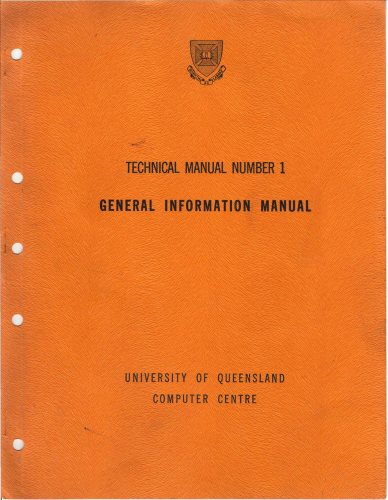 TECHNICAL MANUAL NUMBER 1
GENERAL INFORMATION MANUAL
UNIVERSITY OF QUEENSLAND
COMPUTER CENTRE